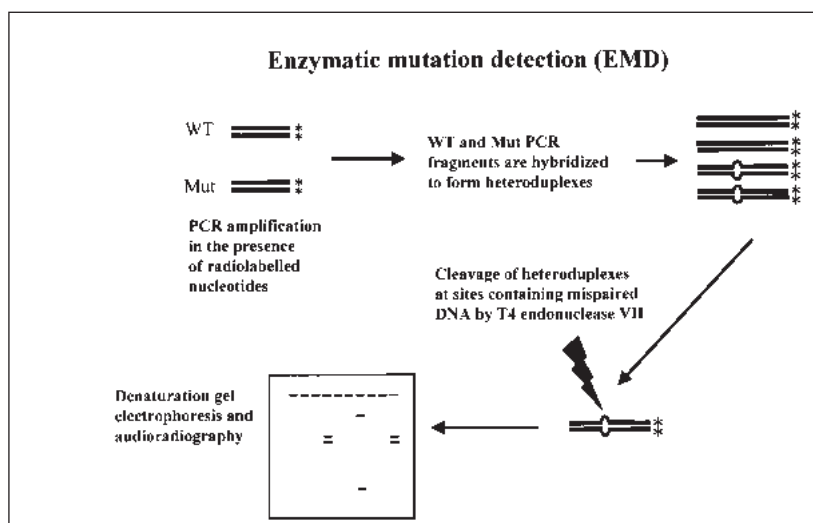 Enzymatic mutation detection (EMD)
WT
**
Mut
**
PCR amplification
in the presence
of radiolabelled
nucleotides
WT and Mut PCR
fragments are hybridized
to form heteroduplexes
**
**
**
**
Cleavage of heteroduplexes
at sites containing mispaired
DNA by T4 endonuclease VII
**
Denaturation gel
electrophoresis and
audioradiography